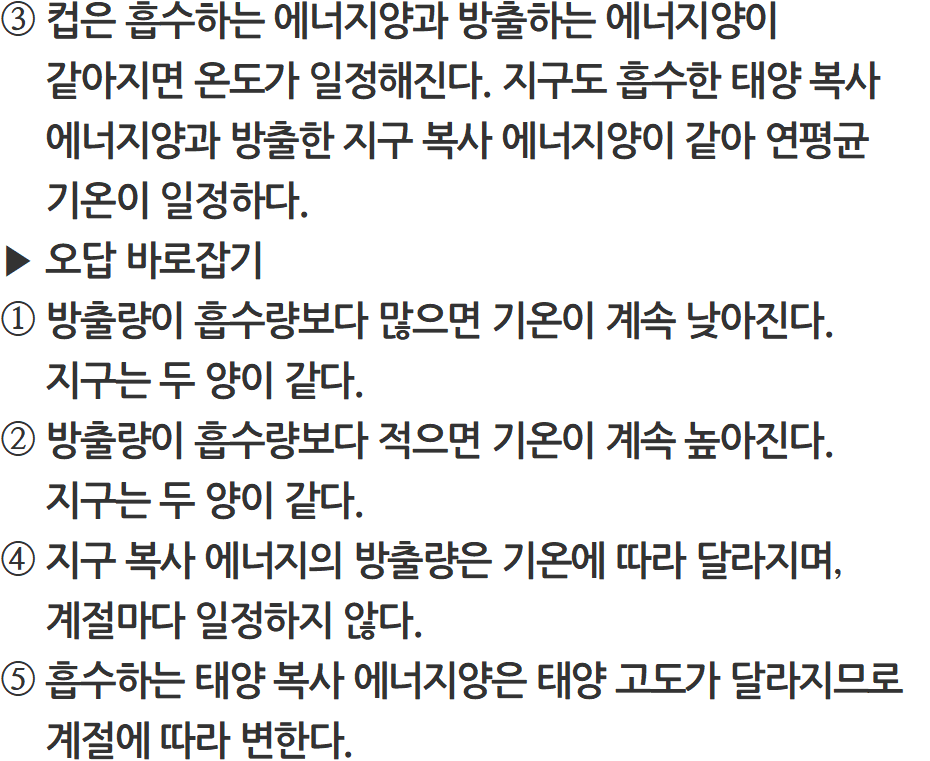 ③ 컵은 흡수하는 에너지양과 방출하는 에너지양이
같아지면 온도가 일정해진다. 지구도 흡수한 태양 복사
에너지양과 방출한 지구 복사 에너지양이 같아 연평균
기온이 일정하다.
▶ 오답 바로잡기
① 방출량이 흡수량보다 많으면 기온이 계속 낮아진다.
지구는 두 양이 같다.
② 방출량이 흡수량보다 적으면 기온이 계속 높아진다.
지구는 두 양이 같다.
④ 지구 복사 에너지의 방출량은 기온에 따라 달라지며,
계절마다 일정하지 않다.
⑤ 흡수하는 태양 복사 에너지양은 태양 고도가 달라지므로
계절에 따라 변한다.